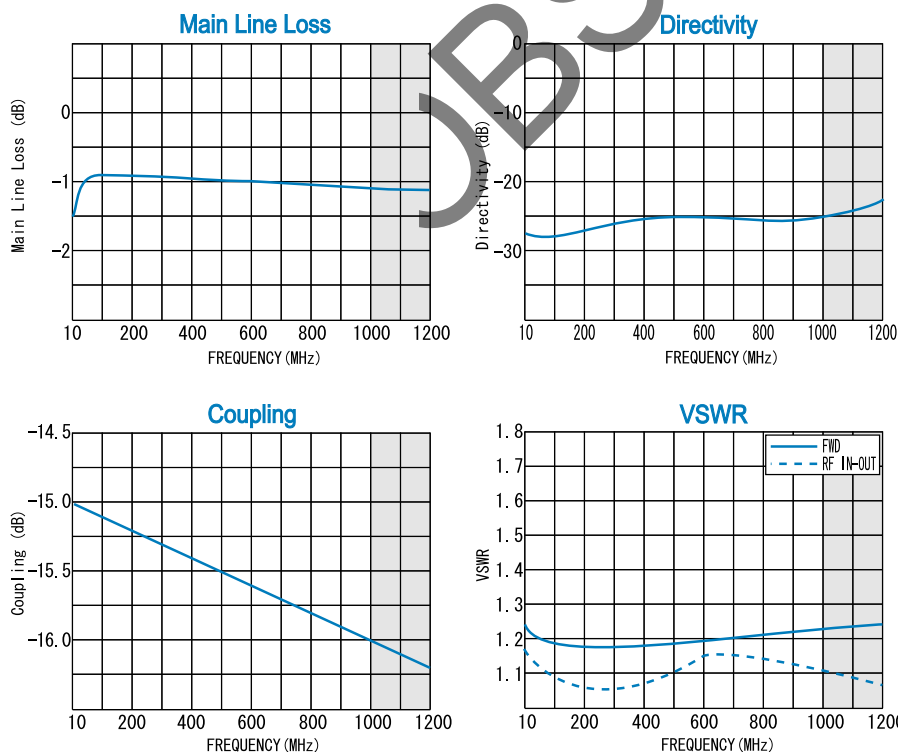 Main Line Loss
Main Line Loss (dB)
0
-1
-2
10 200 400 600 800 1000 1200
FREQUENCY(MHz)
Directivity
Directivity (dB)
0
-10
-20
-30
10 200 400 600 800 1000 1200
FREQUENCY(MHz)
OBS
Coupling
Coupling (dB)
-14.5
-15.0
-15.5
-16.0
10 200 400 600 800 1000 1200
FREQUENCY(MHz)
VSWR
VSWR
1.8
1.7
1.6
1.5
1.4
1.3
1.2
1.1
FWD
RF IN-OUT
10 200 400 600 800 1000
FREQUENCY(MHz)